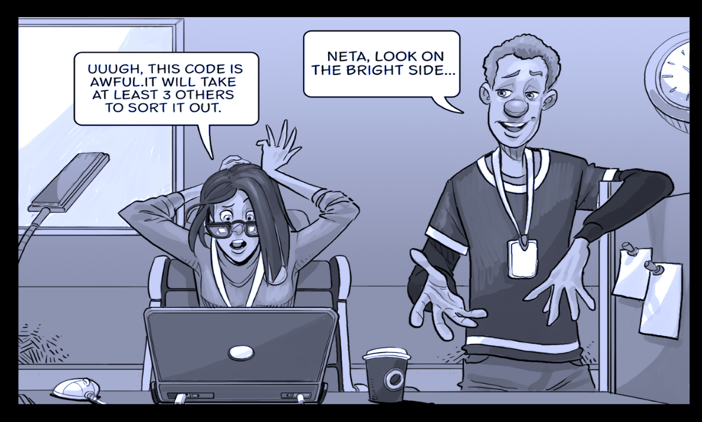 UUUGH, THIS CODE IS
AWFUL.IT WILL TAKE
AT LEAST 3 OTHERS
TO SORT IT OUT.
NETA, LOOK ON
THE BRIGHT SIDE...